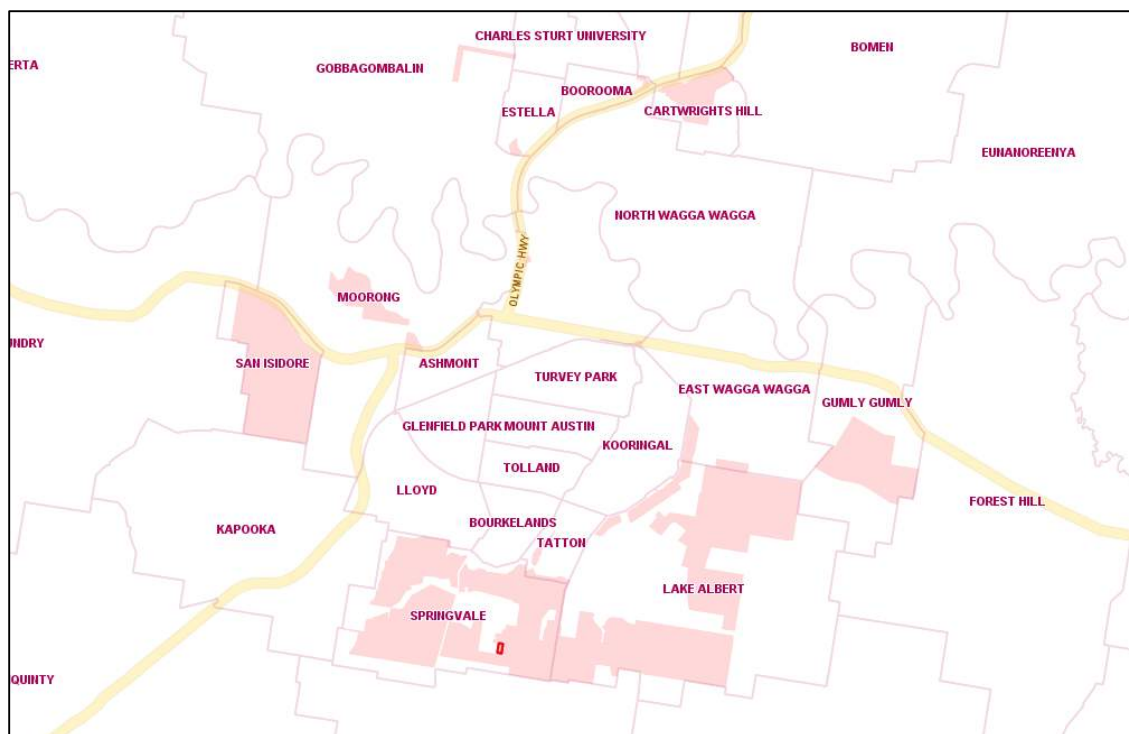 CHARLES STURT UNIVERSITY
BOMEN
ERTA
GOBBAGOMBALIN
BOOROOMA
ESTELLA
CARTWRIGHTS HILL
EUNANOREENYA
NORTH WAGGA WAGGA
OLYMPIC HWY
MOORONG
UNDRY
SAN ISIDORE
ASHMONT
TURVEY PARK
EAST WAGGA WAGGA
GUMLY GUMLY
GLENFIELD PARK
MOUNT AUSTIN
KOORINGAL
TOLLAND
LLOYD
FOREST HILL
KAPOOKA
BOURKELANDS
TATTON
LAKE ALBERT
SPRINGVALE
QUINTY